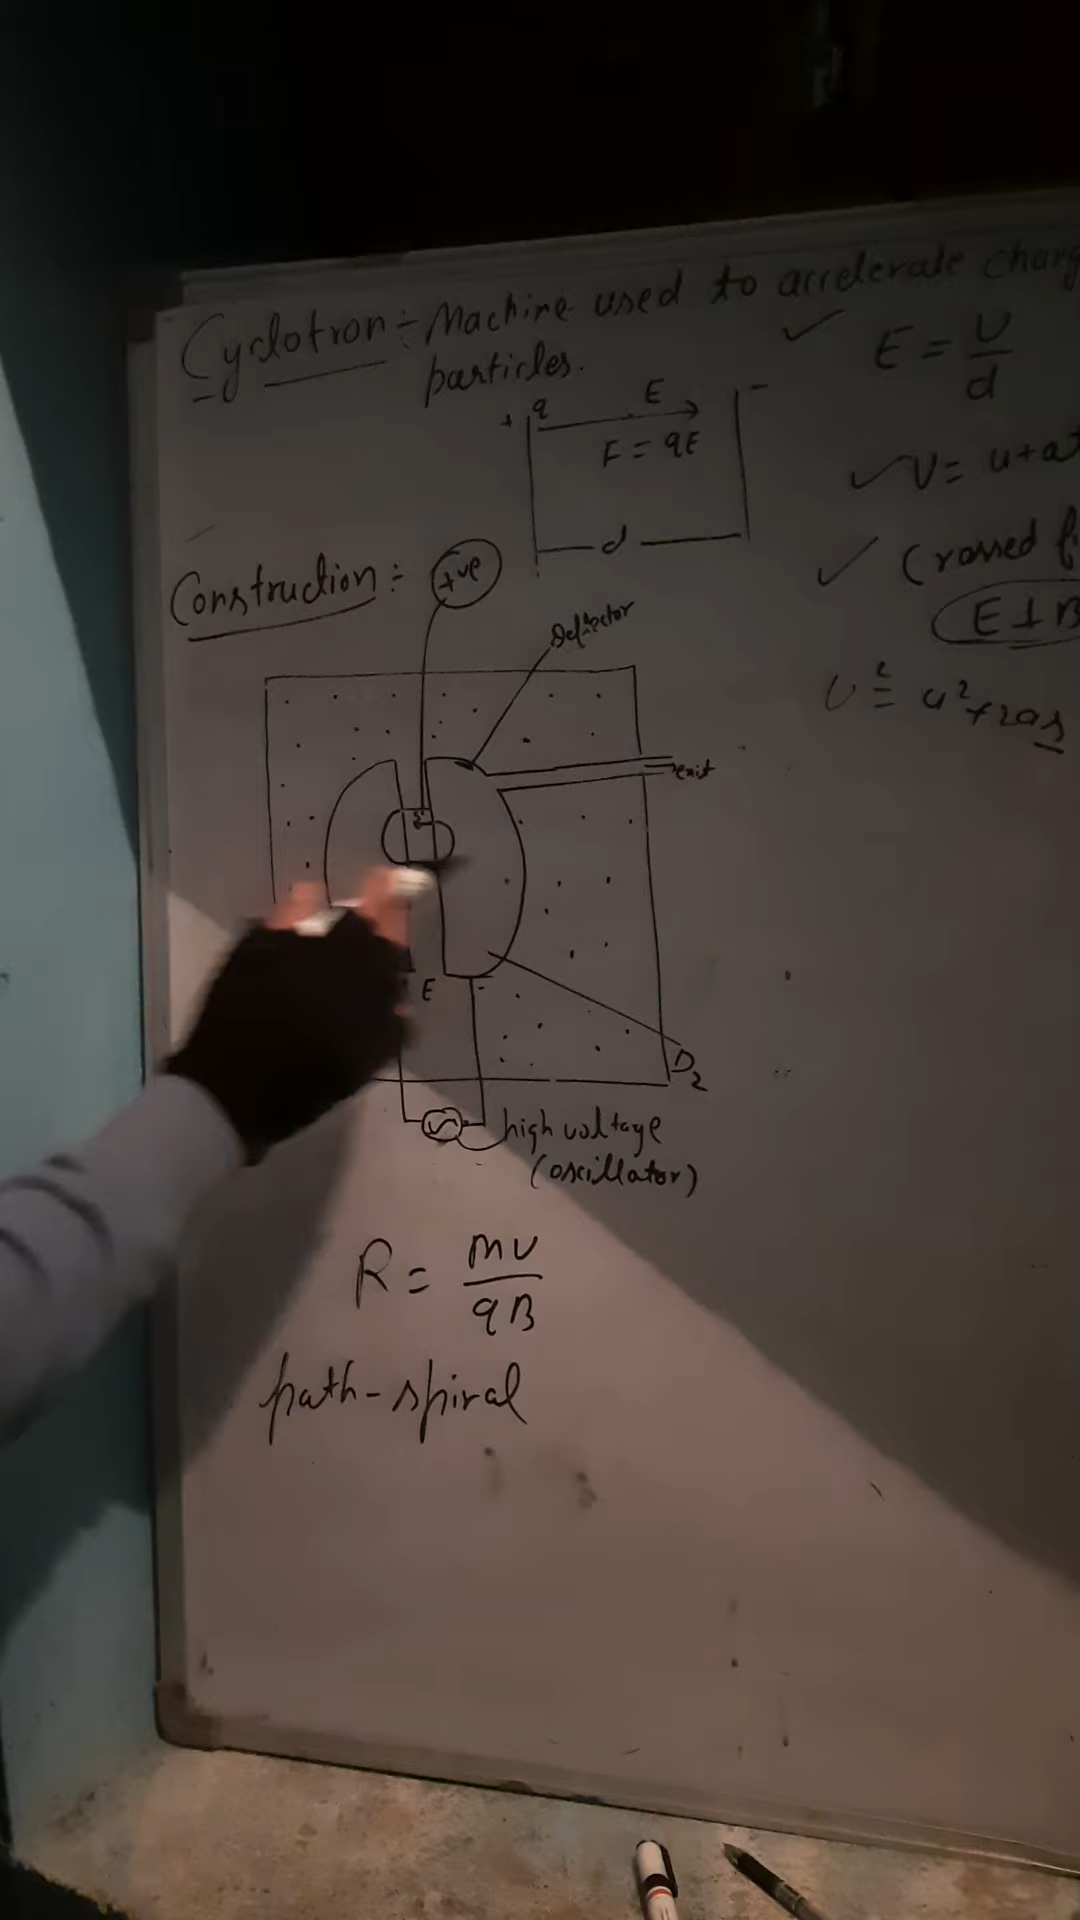 Cyclotron :- Machine used to accelerate charg
particles.
E = V/d
+ q E -
F = qE
d
V = u+at
Construction :-
+ve
Crossed fi
E⊥B
Deflector
v² = u²+2as
exit
E -
D2
high voltage
(oscillator)
R = mv/qB
path-spiral